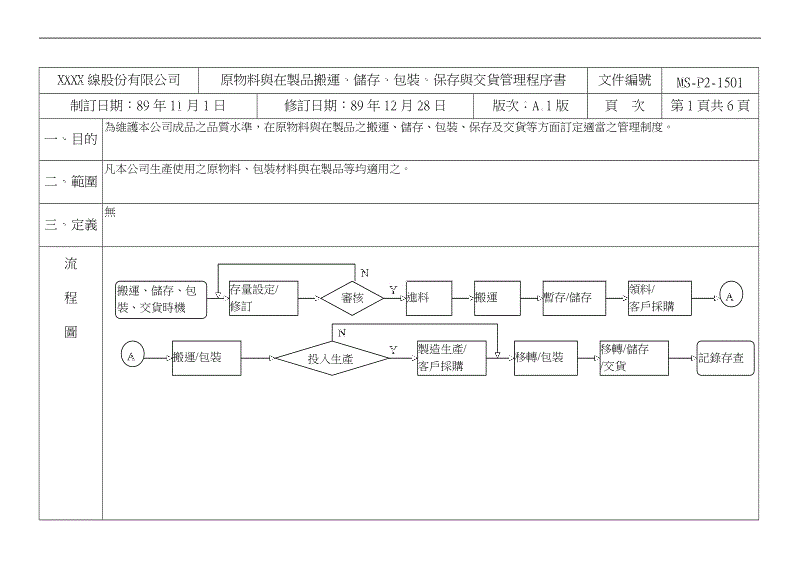 XXXX 線股份有限公司 原物料與在製品搬運、儲存、包裝、保存與交貨管理程序書 文件編號 MS-P2-1501
制訂日期：89 年 11 月 1 日 修訂日期：89 年 12 月 28 日 版次：A.1 版 頁 次 第 1 頁共 6 頁
一、目的
為維護本公司成品之品質水準，在原物料與在製品之搬運、儲存、包裝、保存及交貨等方面訂定適當之管理制度。
二、範圍
凡本公司生產使用之原物料、包裝材料與在製品等均適用之。
三、定義
無
流
程
圖
搬運、儲存、包
裝、交貨時機
存量設定/
修訂
N
審核
Y
進料
搬運
暫存/儲存
領料/
客戶採購
A
A
搬運/包裝
N
投入生產
Y
製造生產/
客戶採購
移轉/包裝
移轉/儲存
/交貨
記錄存查